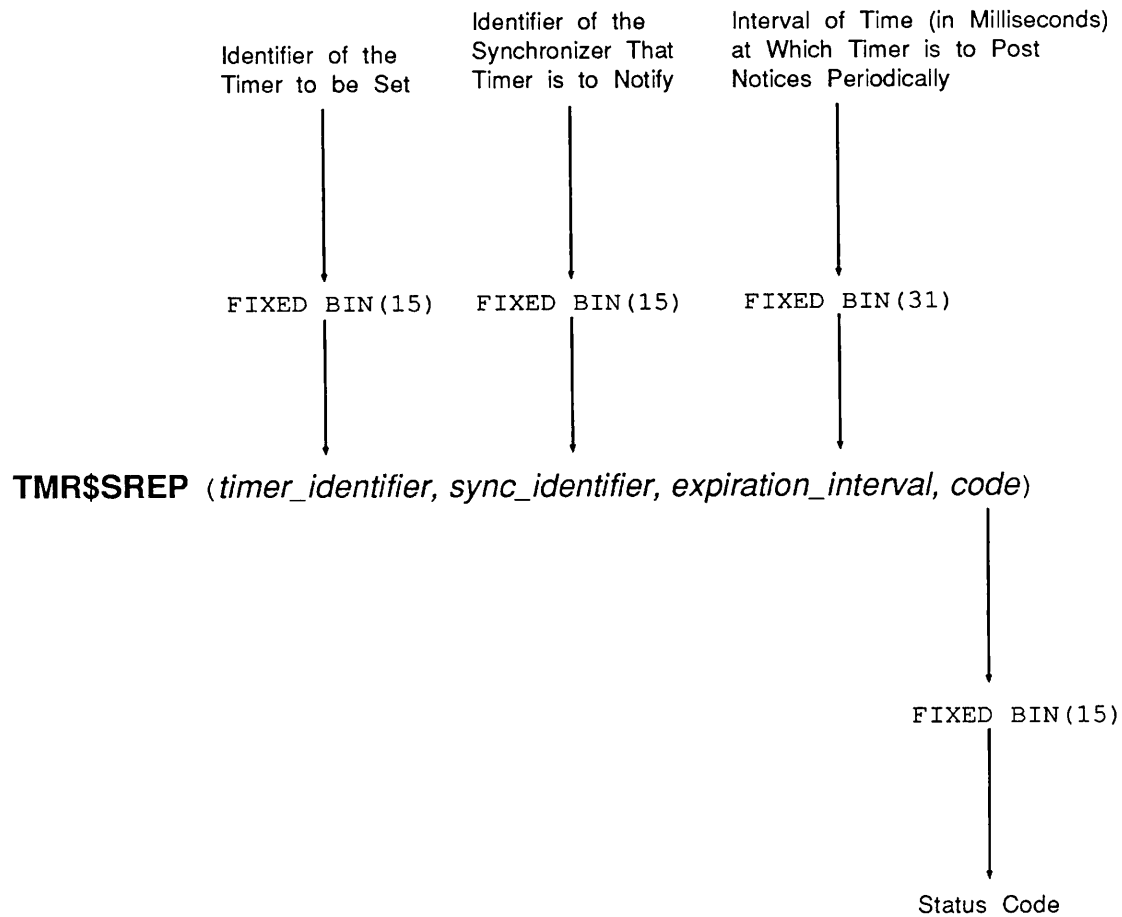 Identifier of the
Timer to be Set
Identifier of the
Synchronizer That
Timer is to Notify
Interval of Time (in Milliseconds)
at Which Timer is to Post
Notices Periodically
FIXED BIN(15)
FIXED BIN(15)
FIXED BIN(31)
TMR$SREP (timer_identifier, sync_identifier, expiration_interval, code)
FIXED BIN(15)
Status Code